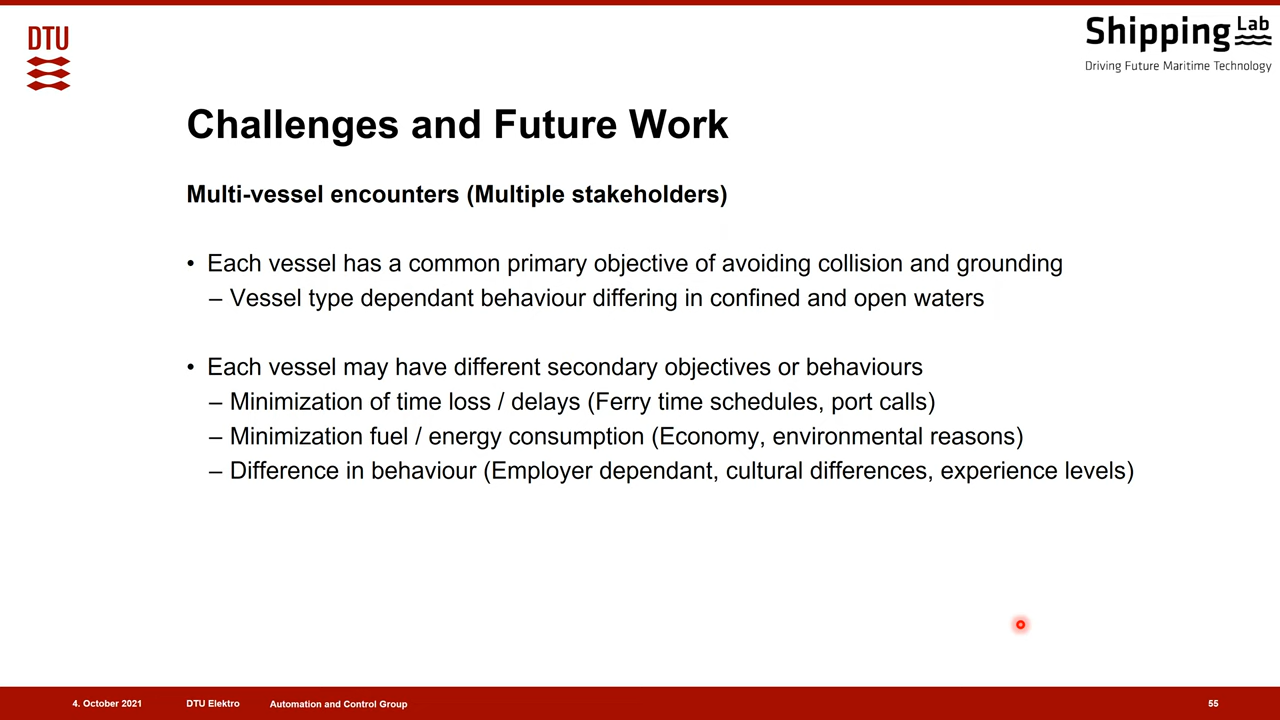 DTU
Shipping Lab
Driving Future Maritime Technology
Challenges and Future Work
Multi-vessel encounters (Multiple stakeholders)
• Each vessel has a common primary objective of avoiding collision and grounding
– Vessel type dependant behaviour differing in confined and open waters
• Each vessel may have different secondary objectives or behaviours
– Minimization of time loss / delays (Ferry time schedules, port calls)
– Minimization fuel / energy consumption (Economy, environmental reasons)
– Difference in behaviour (Employer dependant, cultural differences, experience levels)
4. October 2021 DTU Elektro Automation and Control Group 55